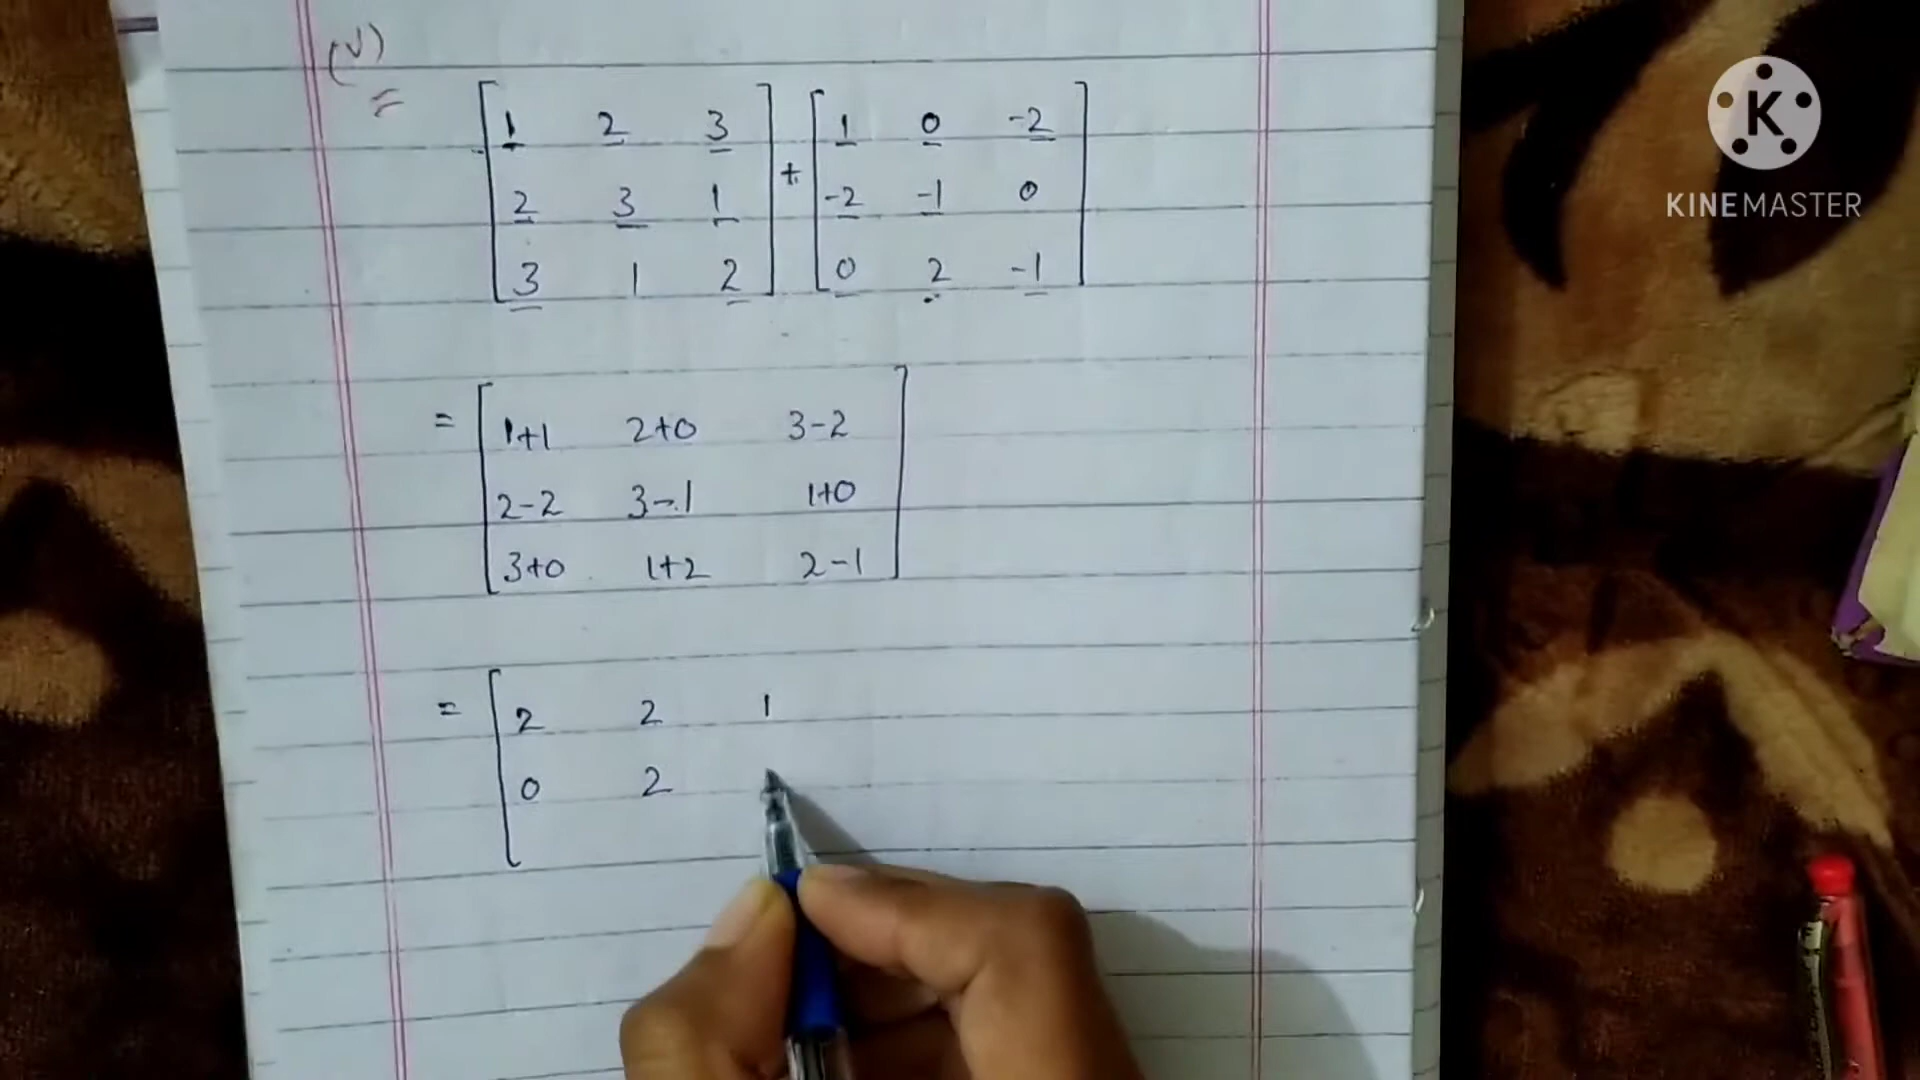 (V)
1 2 3 + 1 0 -2
2 3 1 -2 -1 0
3 1 2 0 2 -1
= 1+1 2+0 3-2
2-2 3-1 1+0
3+0 1+2 2-1
= 2 2 1
0 2
K
KINEMASTER